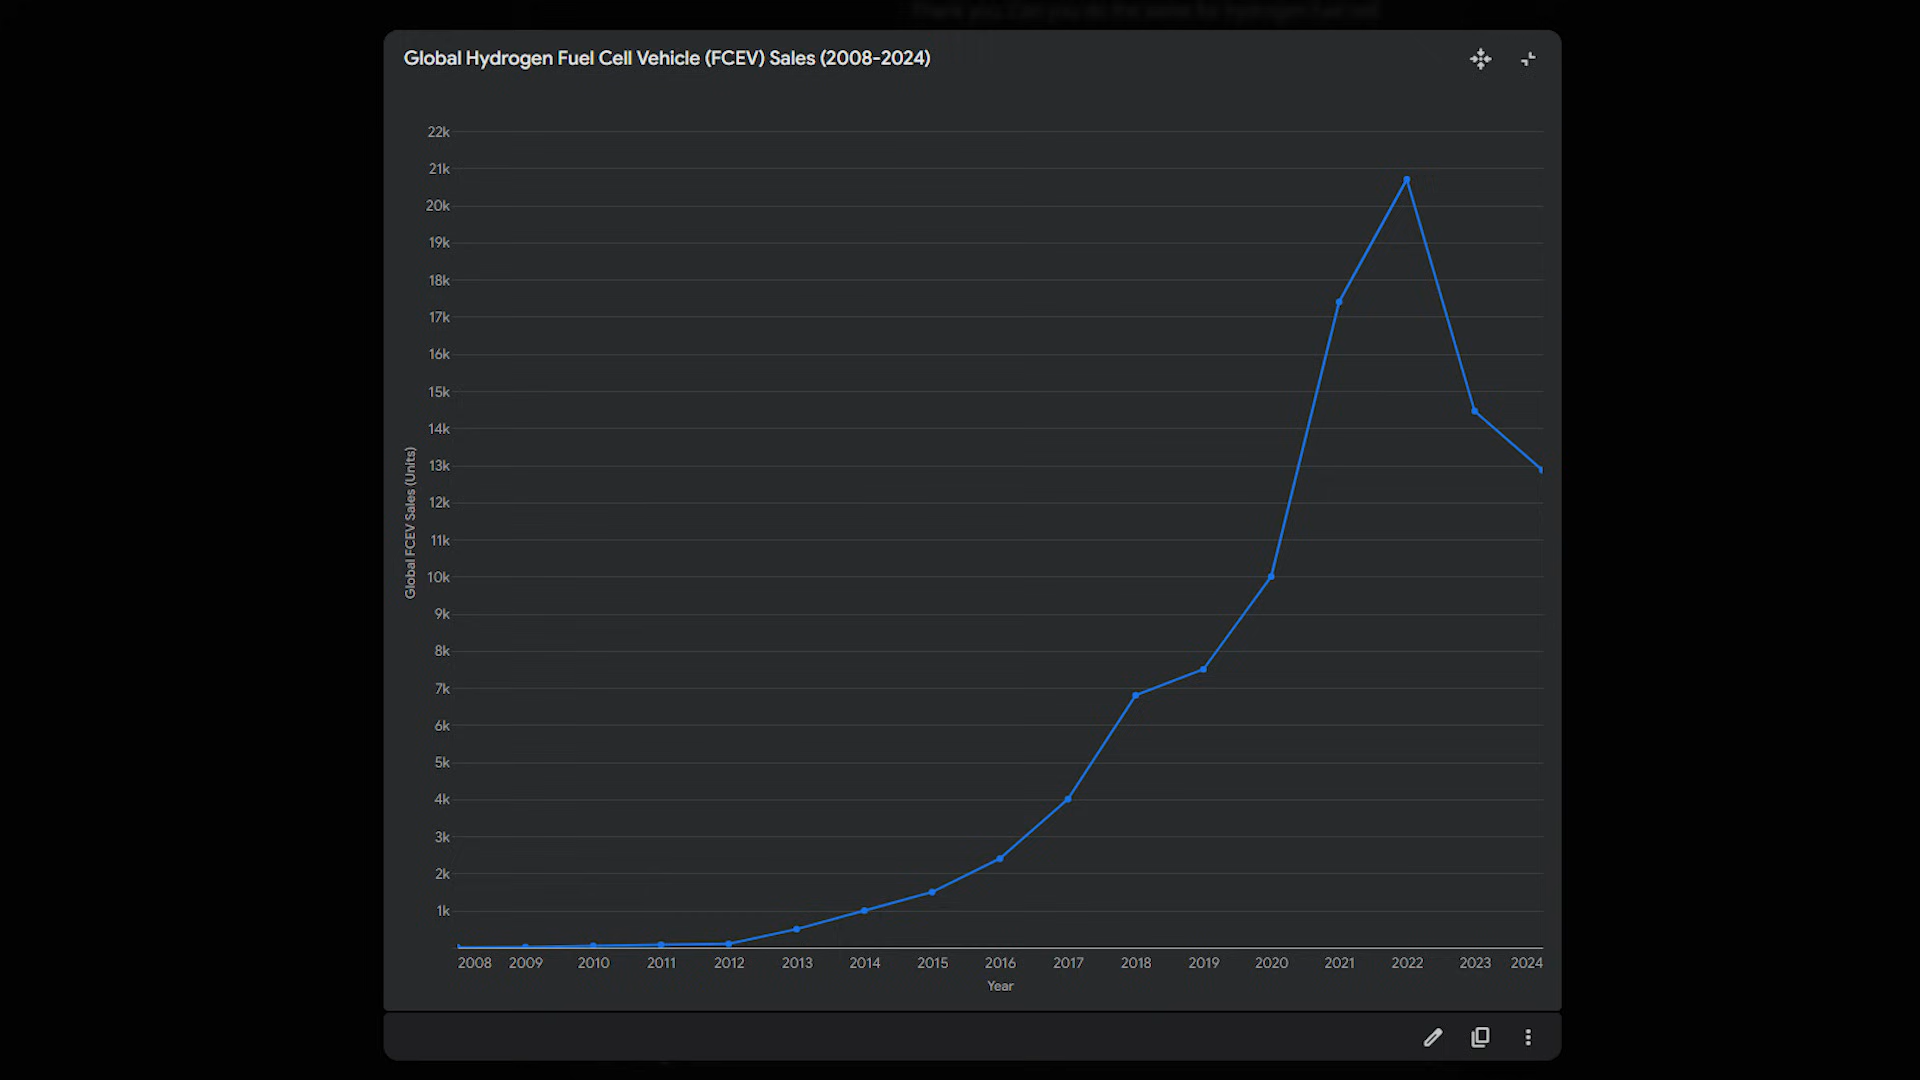 Global Hydrogen Fuel Cell Vehicle (FCEV) Sales (2008-2024)
22k
21k
20k
19k
18k
17k
16k
15k
14k
13k
12k
11k
10k
9k
8k
7k
6k
5k
4k
3k
2k
1k
Global FCEV Sales (Units)
2008 2009 2010 2011 2012 2013 2014 2015 2016 2017 2018 2019 2020 2021 2022 2023 2024
Year